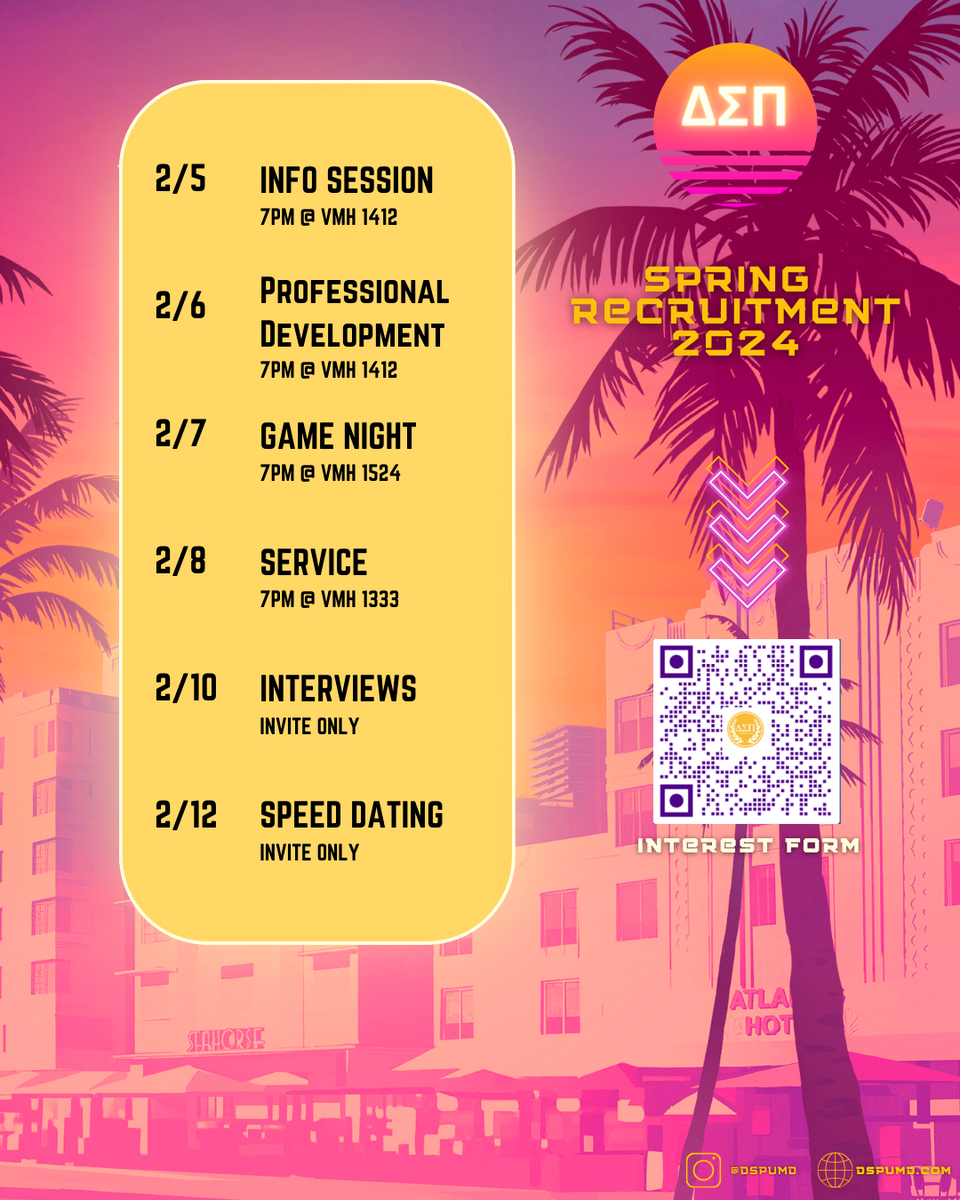 ΔΣΠ
SPRING
RECRUITMENT
2024
2/5 INFO SESSION
7PM @ VMH 1412
2/6 PROFESSIONAL
DEVELOPMENT
7PM @ VMH 1412
2/7 GAME NIGHT
7PM @ VMH 1524
2/8 SERVICE
7PM @ VMH 1333
2/10 INTERVIEWS
INVITE ONLY
2/12 SPEED DATING
INVITE ONLY
ΔΣΠ
INTEREST FORM
SEAHORSE
HOT
@DSPUMD
DSPUMD.COM